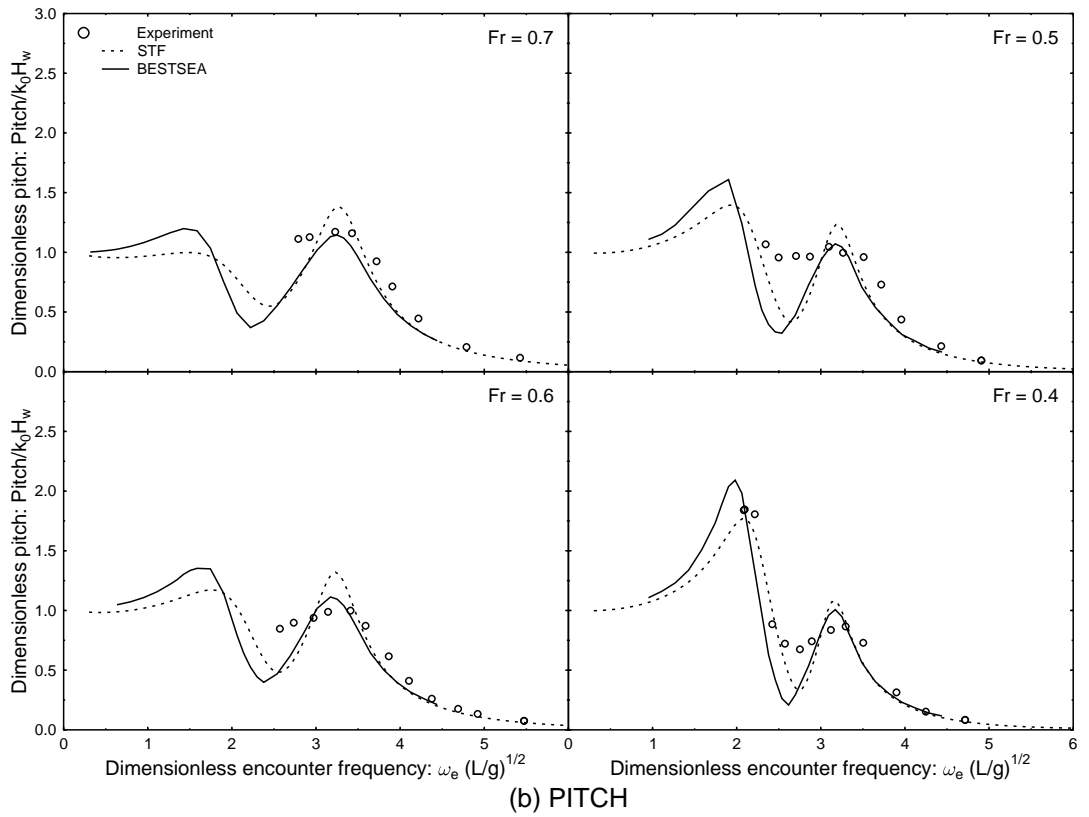 3.0
2.5
2.0
1.5
1.0
0.5
0.0
Dimensionless pitch: Pitch/k₀H_w
Experiment
STF
BESTSEA
Fr = 0.7
Fr = 0.5
2.5
2.0
1.5
1.0
0.5
0.0
Dimensionless pitch: Pitch/k₀H_w
Fr = 0.6
Fr = 0.4
0 1 2 3 4 5 0 1 2 3 4 5 6
Dimensionless encounter frequency: ωₑ (L/g)^1/2
Dimensionless encounter frequency: ωₑ (L/g)^1/2
(b) PITCH